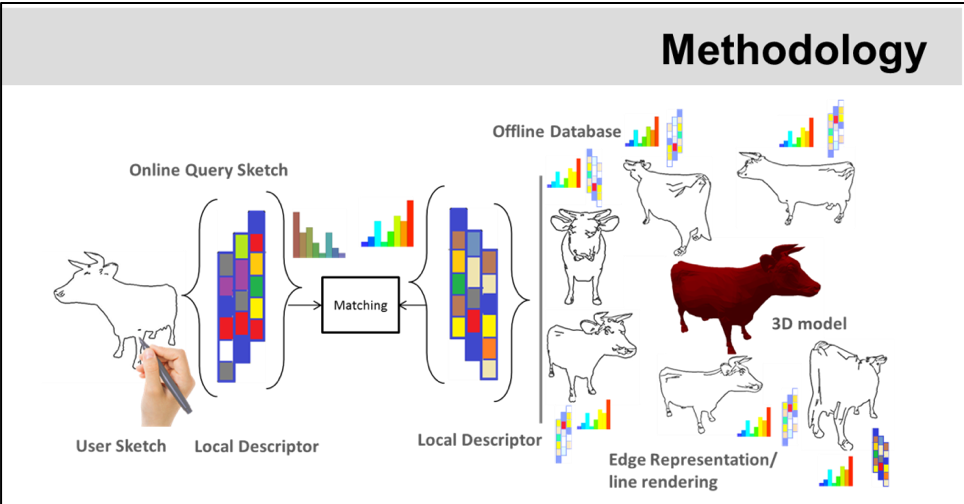 Methodology
Offline Database
Online Query Sketch
Matching
3D model
User Sketch
Local Descriptor
Local Descriptor
Edge Representation/
line rendering